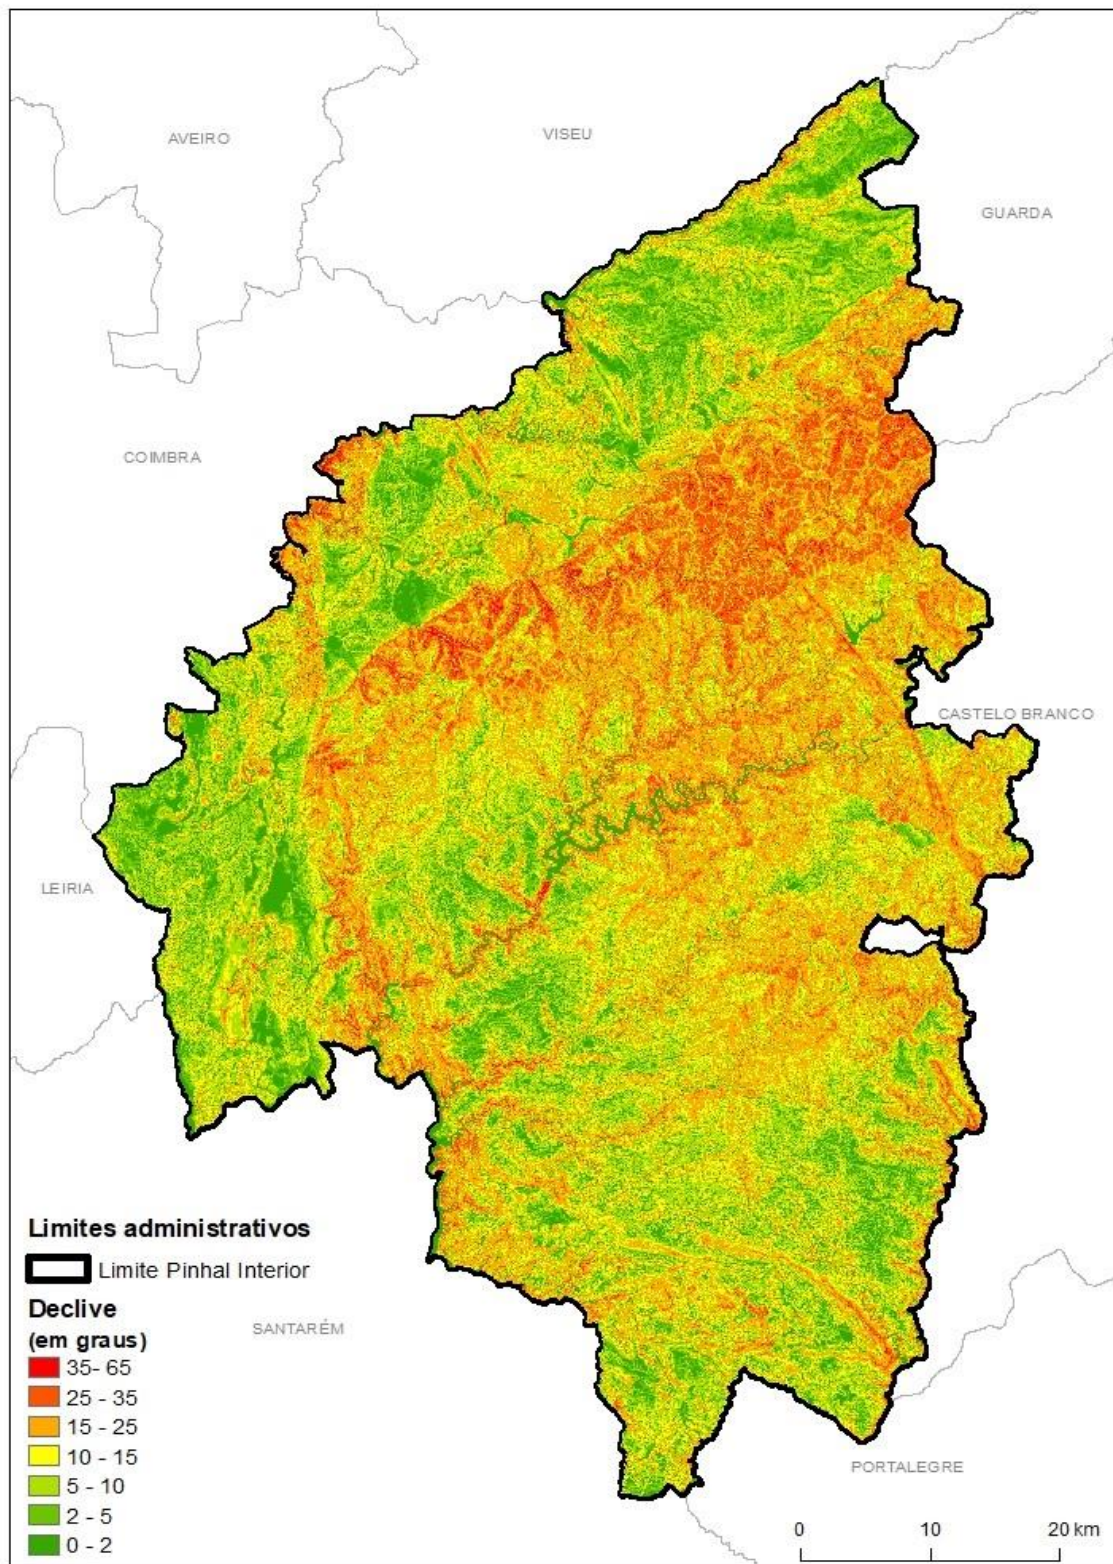 AVEIRO
VISEU
GUARDA
COIMBRA
CASTELO BRANCO
LEIRIA
Limites administrativos
Limite Pinhal Interior
Declive
(em graus)
SANTARÉM
35- 65
25 - 35
15 - 25
10 - 15
5 - 10
2 - 5
0 - 2
PORTALEGRE
0 10 20 km